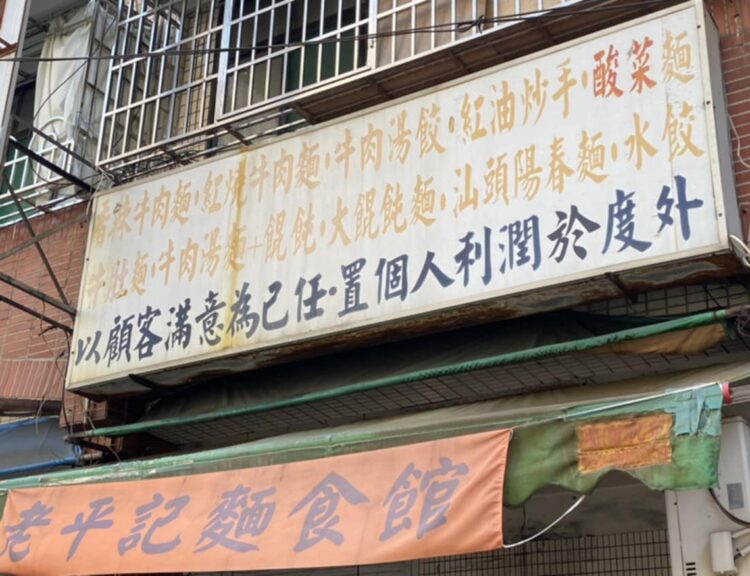 香辣牛肉麵·紅燒牛肉麵·牛肉湯餃·紅油炒手·酸菜麵
牛肚麵·牛肉湯麵+餛飩·大餛飩麵·汕頭陽春麵·水餃
以顧客滿意為己任·置個人利潤於度外
老平記麵食館